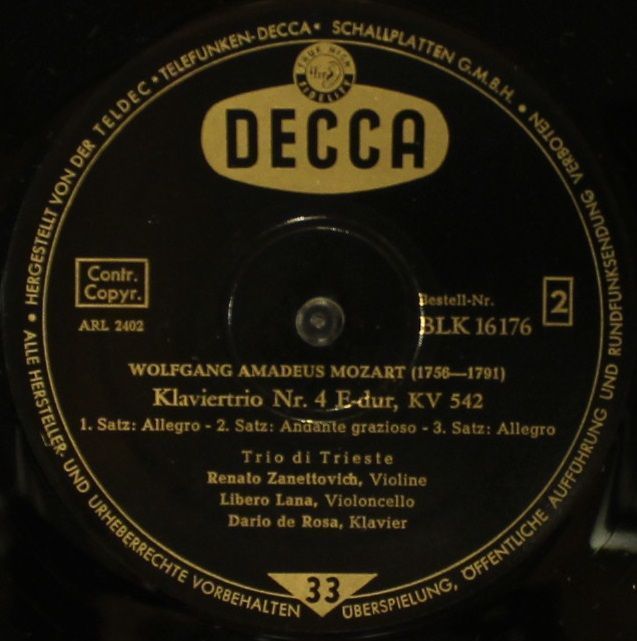 HERGESTELLT VON DER TELDEC • TELEFUNKEN-DECCA • SCHALLPLATTEN G.M.B.H. •
DECCA
Contr.
Copyr.
ARL 2402
Bestell-Nr.
BLK 16176
2
WOLFGANG AMADEUS MOZART (1756—1791)
Klaviertrio Nr. 4 E-dur, KV 542
1. Satz: Allegro - 2. Satz: Andante grazioso - 3. Satz: Allegro
Trio di Trieste
Renato Zanettovich, Violine
Libero Lana, Violoncello
Dario de Rosa, Klavier
33
• ALLE HERSTELLER- UND URHEBERRECHTE VORBEHALTEN
ÜBERSPIELUNG, ÖFFENTLICHE AUFFÜHRUNG UND RUNDFUNKSENDUNG VERBOTEN